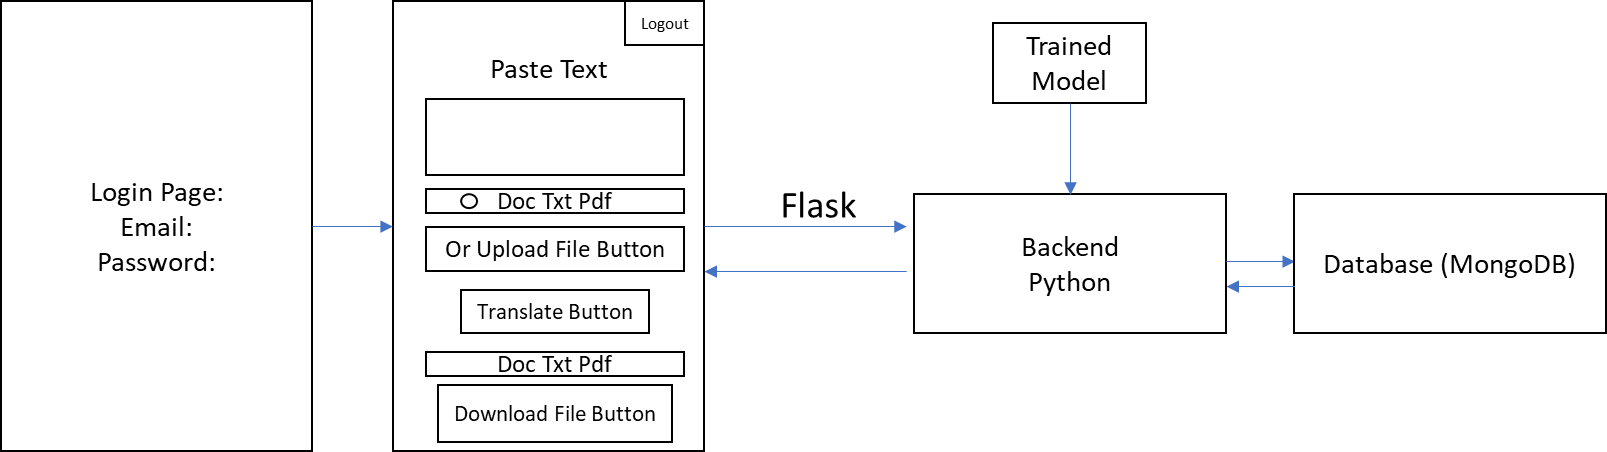 Login Page:
Email:
Password:
Logout
Paste Text
Doc Txt Pdf
Or Upload File Button
Translate Button
Doc Txt Pdf
Download File Button
Flask
Trained
Model
Backend
Python
Database (MongoDB)